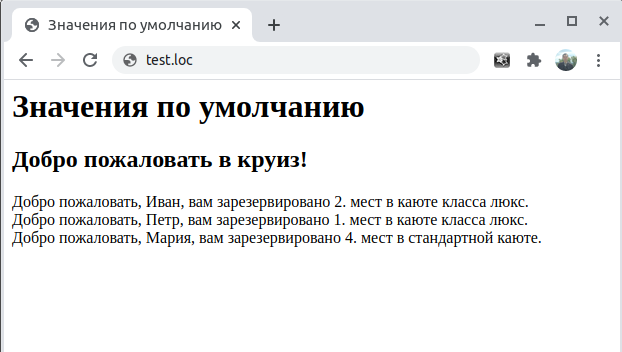 Значения по умолчанию
test.loc
Значения по умолчанию
Добро пожаловать в круиз!
Добро пожаловать, Иван, вам зарезервировано 2. мест в каюте класса люкс.
Добро пожаловать, Петр, вам зарезервировано 1. мест в каюте класса люкс.
Добро пожаловать, Мария, вам зарезервировано 4. мест в стандартной каюте.